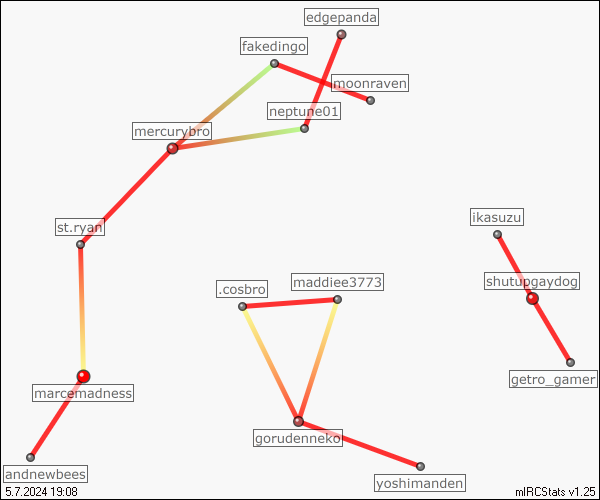 edgepanda
fakedingo
moonraven
neptune01
mercurybro
ikasuzu
st.ryan
shutupgaydog
maddiee3773
.cosbro
getro_gamer
marcemadness
gorudenneko
andnewbees
yoshimanden
5.7.2024 19:08
mIRCStats v1.25